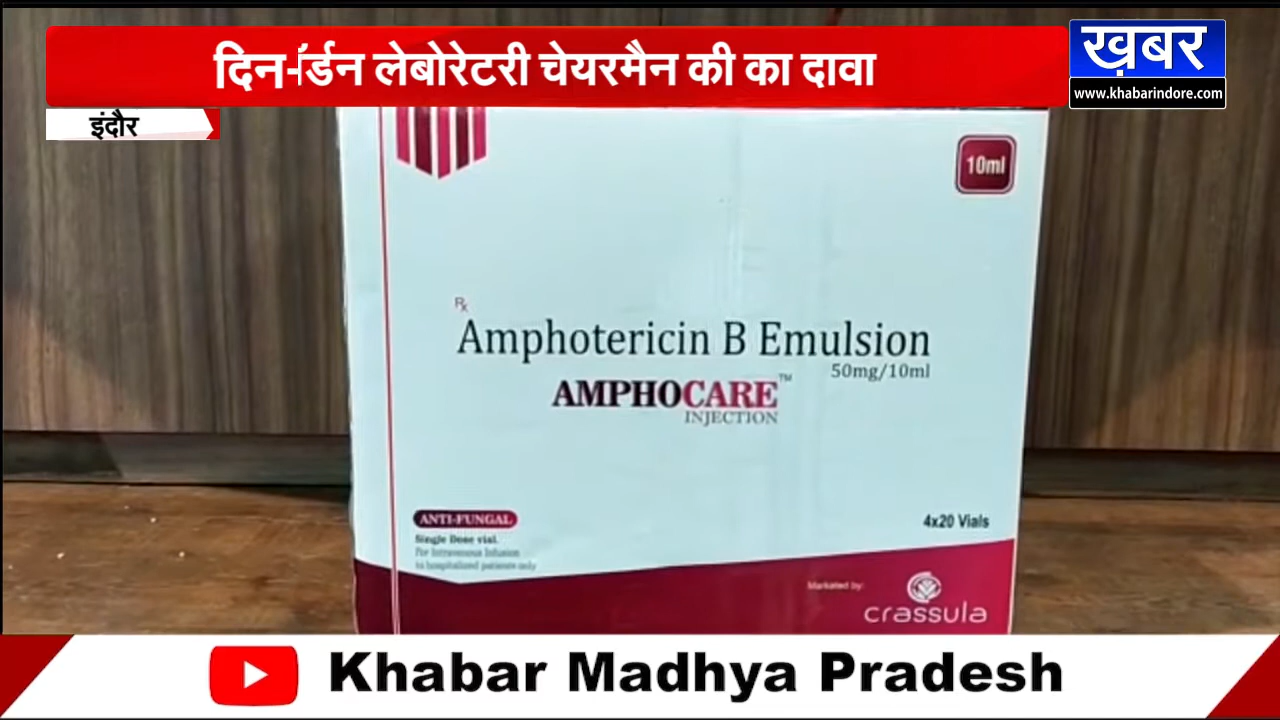 दिन-र्डन लेबोरेटरी चेयरमैन की का दावा
ख़बर
www.khabarindore.com
इंदौर
10ml
Rx
Amphotericin B Emulsion
50mg/10ml
AMPHOCARE™
INJECTION
ANTI-FUNGAL
Single Dose vial.
For Intravenous Infusion
to hospitalized patients only
4x20 Vials
Marketed by:
crassula
Khabar Madhya Pradesh